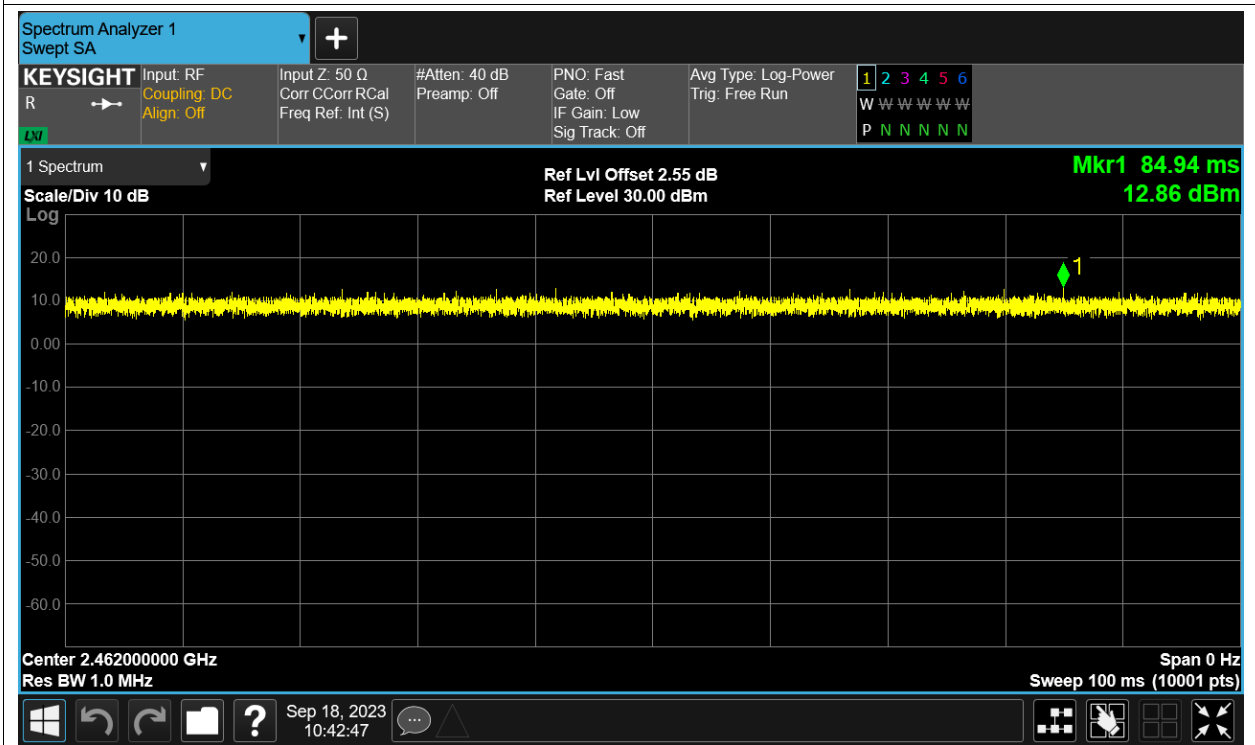 Spectrum Analyzer 1
Swept SA
KEYSIGHT Input: RF Input Z: 50 Ω #Atten: 40 dB PNO: Fast Avg Type: Log-Power 1 2 3 4 5 6
R Coupling: DC Corr CCorr RCal Preamp: Off Gate: Off Trig: Free Run W W W W W W
Align: Off Freq Ref: Int (S) IF Gain: Low
LXI Sig Track: Off P N N N N N
1 Spectrum Ref Lvl Offset 2.55 dB Mkr1 84.94 ms
Scale/Div 10 dB Ref Level 30.00 dBm 12.86 dBm
Log
20.0
1
10.0
0.00
-10.0
-20.0
-30.0
-40.0
-50.0
-60.0
Center 2.462000000 GHz Span 0 Hz
Res BW 1.0 MHz Sweep 100 ms (10001 pts)
? Sep 18, 2023
10:42:47